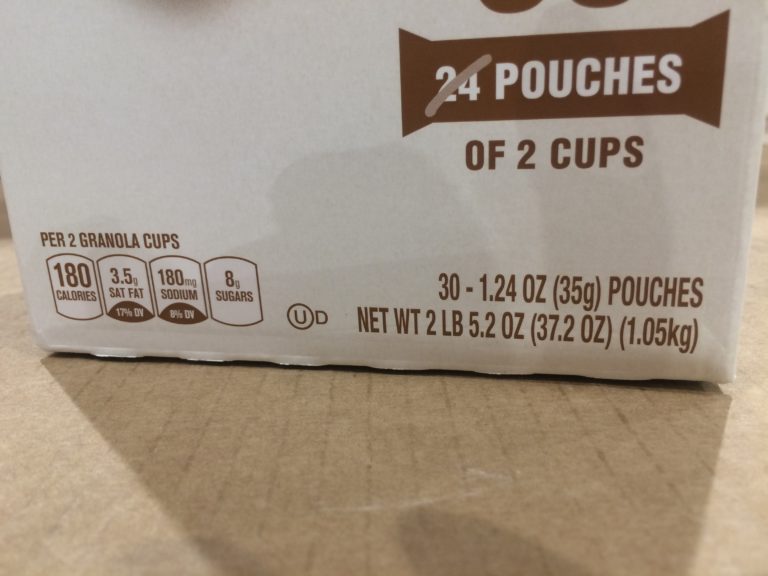 24 POUCHES
OF 2 CUPS
PER 2 GRANOLA CUPS
180 CALORIES
3.5g SAT FAT 17% DV
180mg SODIUM 8% DV
8g SUGARS
U D
30 - 1.24 OZ (35g) POUCHES
NET WT 2 LB 5.2 OZ (37.2 OZ) (1.05kg)